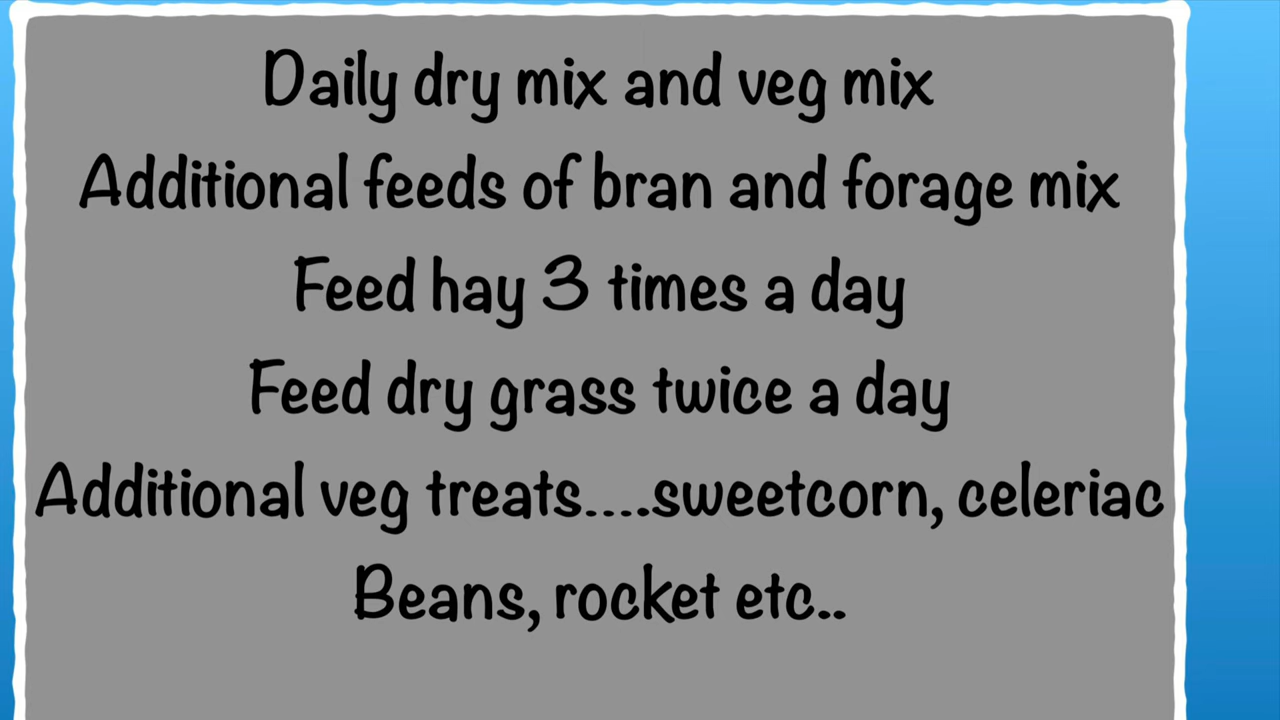 Daily dry mix and veg mix
Additional feeds of bran and forage mix
Feed hay 3 times a day
Feed dry grass twice a day
Additional veg treats....sweetcorn, celeriac
Beans, rocket etc..